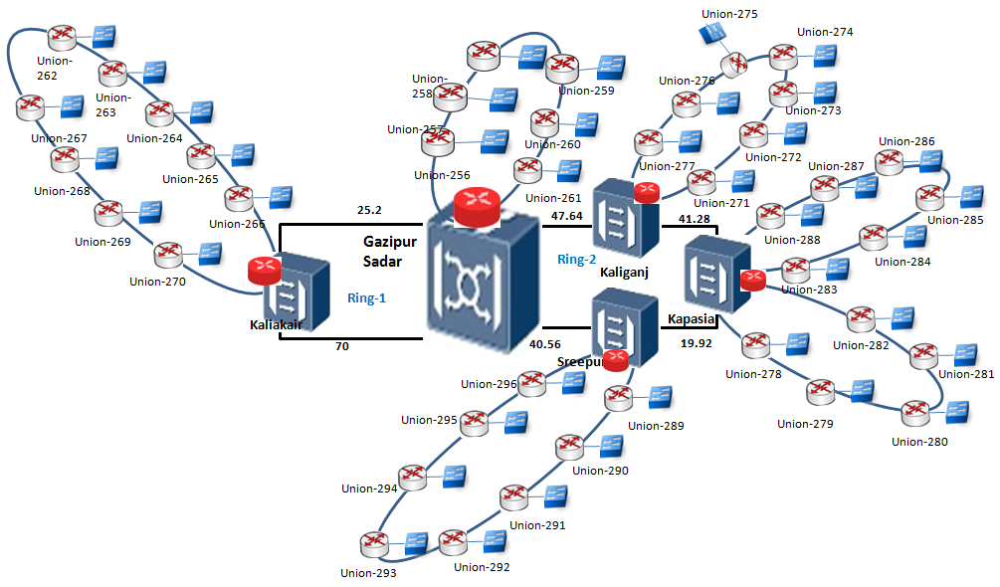 Union-275
Union-274
Union-
262
Union-
263
Union-
258
Union-259
Union-276
Union-273
Union-267
Union-264
Union-257
Union-260
Union-272
Union-286
Union-268
Union-265
Union-256
Union-261
Union-277
Union-271
Union-287
Union-285
Union-269
Union-266
25.2
47.64
41.28
Union-288
Union-284
Union-270
Gazipur
Sadar
Ring-2
Kaliganj
Union-283
Ring-1
Kaliakair
Kapasia
70
40.56
19.92
Union-282
Sreepur
Union-278
Union-281
Union-296
Union-295
Union-289
Union-279
Union-280
Union-290
Union-294
Union-291
Union-293
Union-292